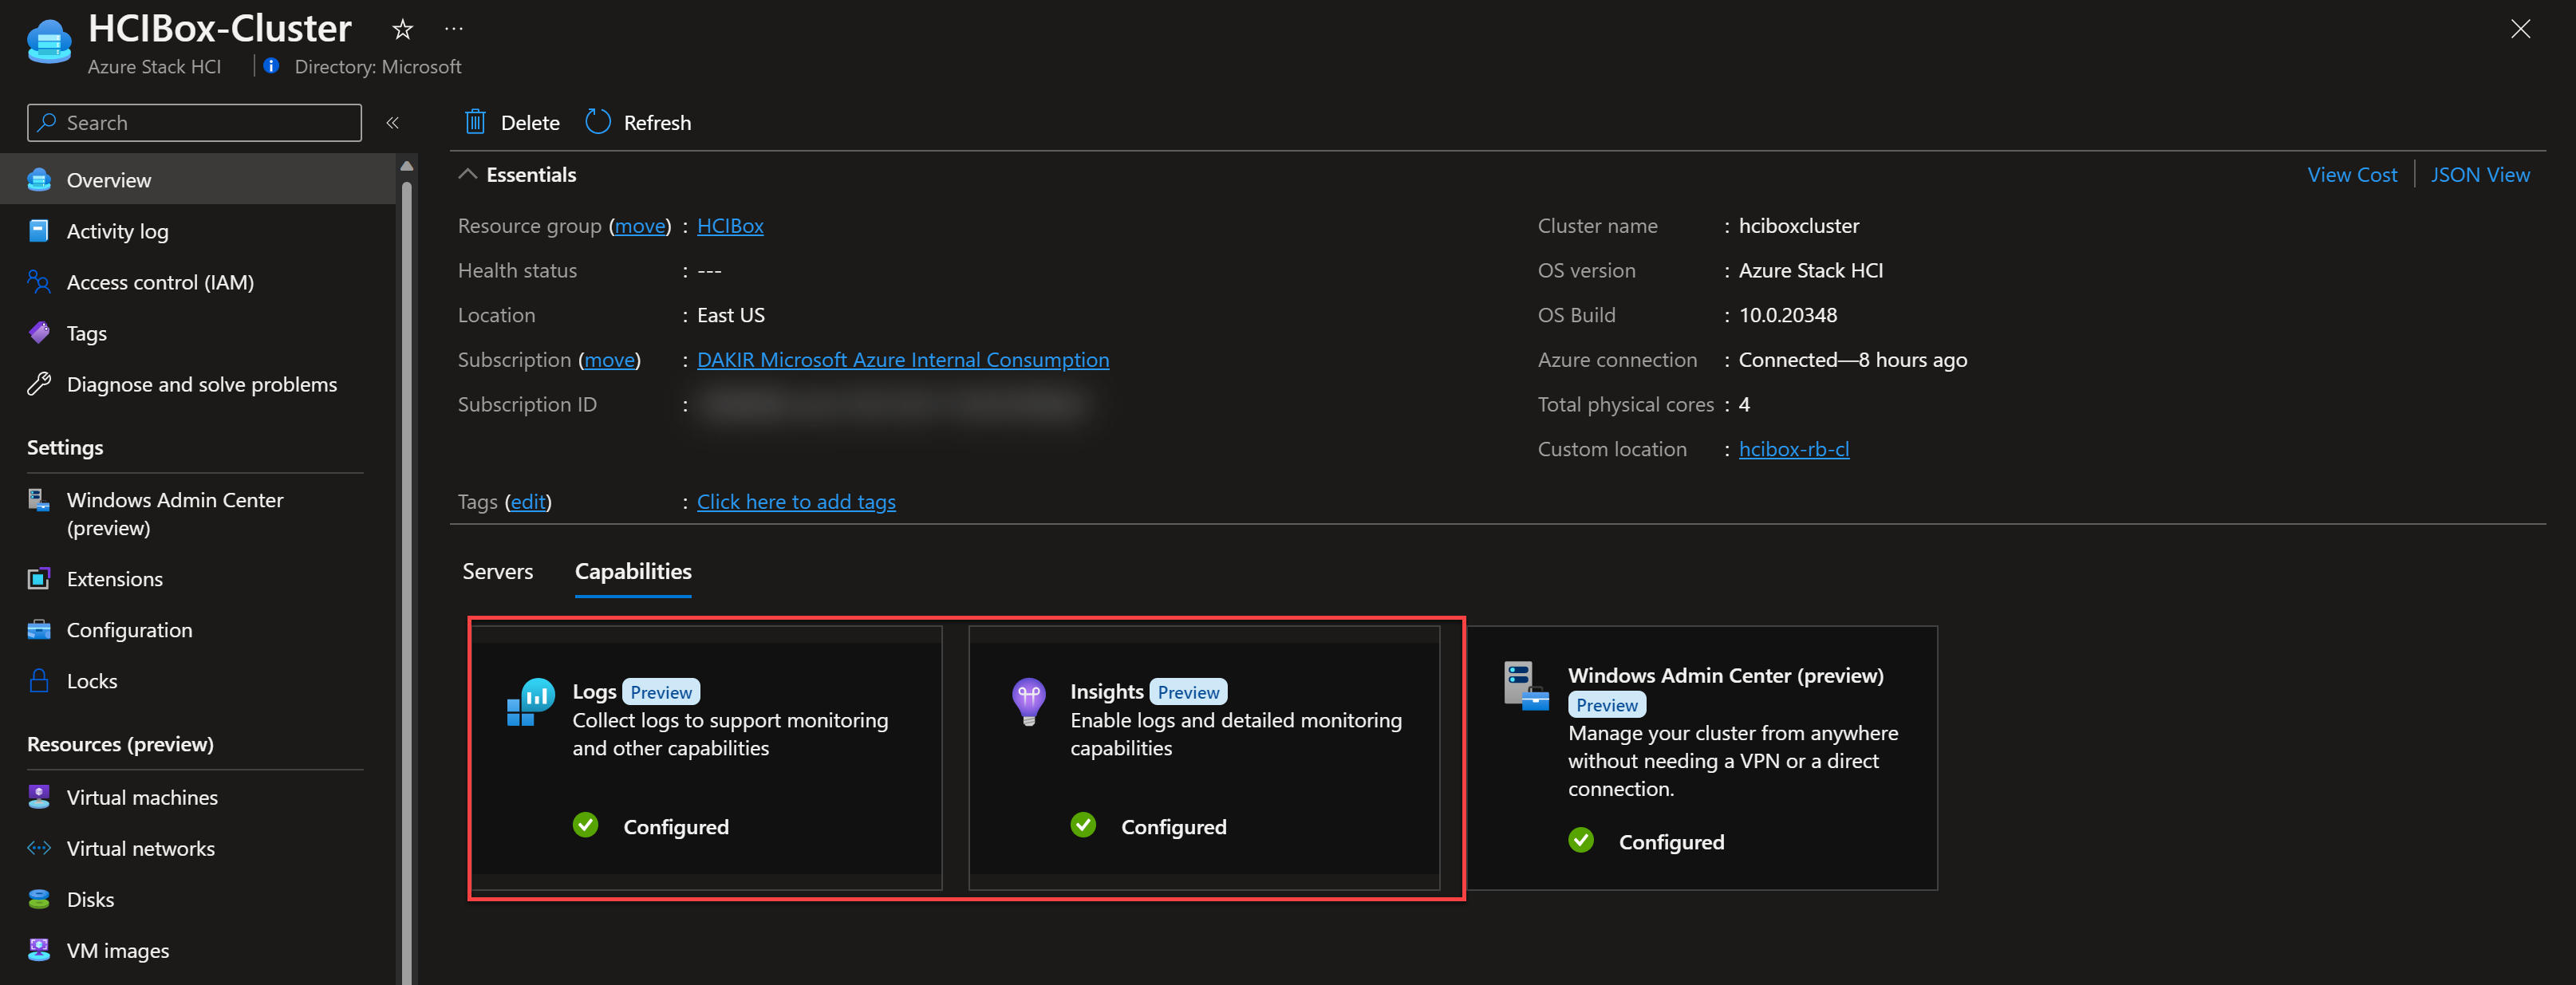 HCIBox-Cluster
Azure Stack HCI
Directory: Microsoft
Search
Overview
Activity log
Access control (IAM)
Tags
Diagnose and solve problems
Settings
Windows Admin Center
(preview)
Extensions
Configuration
Locks
Resources (preview)
Virtual machines
Virtual networks
Disks
VM images
Delete
Refresh
Essentials
View Cost
JSON View
Resource group (move) : HCIBox
Health status : ---
Location : East US
Subscription (move) : DAKIR Microsoft Azure Internal Consumption
Subscription ID :
Cluster name : hciboxcluster
OS version : Azure Stack HCI
OS Build : 10.0.20348
Azure connection : Connected—8 hours ago
Total physical cores : 4
Custom location : hcibox-rb-cl
Tags (edit) : Click here to add tags
Servers
Capabilities
Logs Preview
Collect logs to support monitoring
and other capabilities
Configured
Insights Preview
Enable logs and detailed monitoring
capabilities
Configured
Windows Admin Center (preview)
Preview
Manage your cluster from anywhere
without needing a VPN or a direct
connection.
Configured